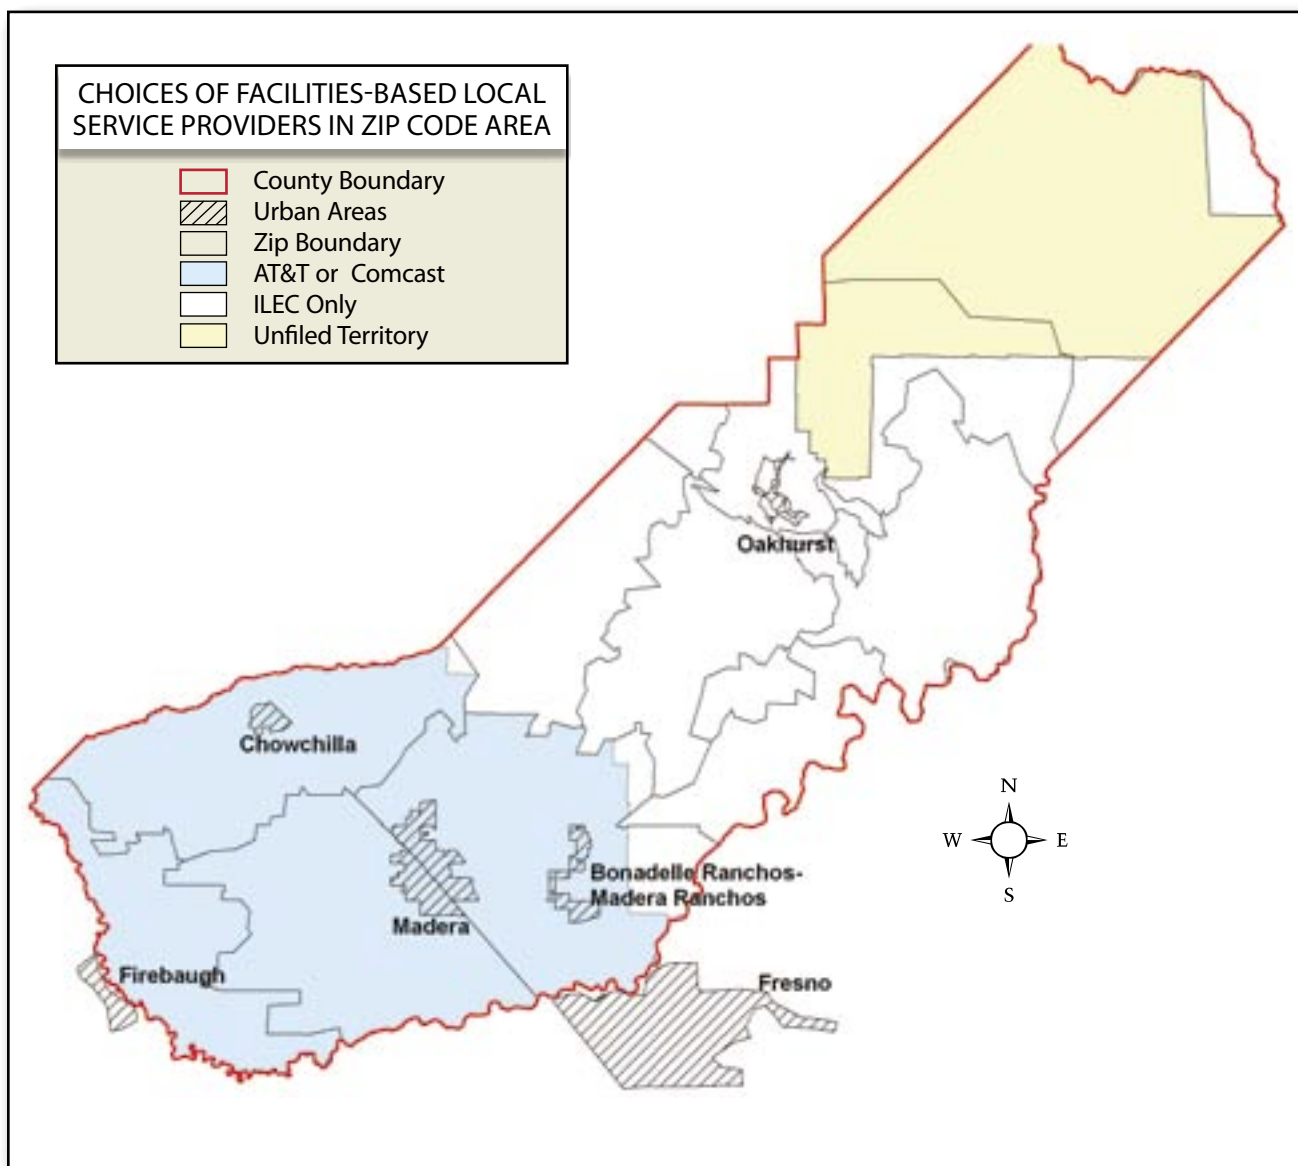 CHOICES OF FACILITIES-BASED LOCAL
SERVICE PROVIDERS IN ZIP CODE AREA
County Boundary
Urban Areas
Zip Boundary
AT&T or Comcast
ILEC Only
Unfiled Territory
Oakhurst
Chowchilla
Bonadelle Ranchos-
Madera Ranchos
Madera
Firebaugh
Fresno
N
W
E
S